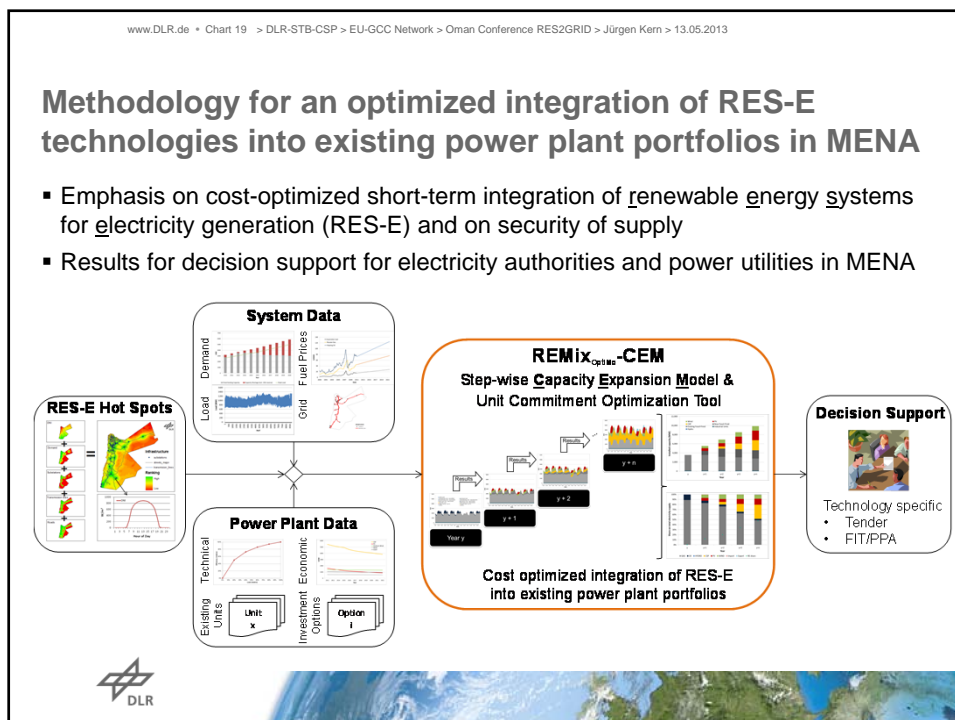 www.DLR.de • Chart 19 > DLR-STB-CSP > EU-GCC Network > Oman Conference RES2GRID > Jürgen Kern > 13.05.2013
Methodology for an optimized integration of RES-E
technologies into existing power plant portfolios in MENA
▪ Emphasis on cost-optimized short-term integration of renewable energy systems
for electricity generation (RES-E) and on security of supply
▪ Results for decision support for electricity authorities and power utilities in MENA
RES-E Hot Spots
+
+
+
+
=
DLR
Infrastructure
Ranking
Hour of Day
System Data
Demand
Fuel Prices
Load
Grid
Power Plant Data
Technical
Economic
Existing
Units
Unit
x
Investment
Options
Option
i
REMix OptiMo-CEM
Step-wise Capacity Expansion Model &
Unit Commitment Optimization Tool
Year y
Results
y + 1
Results
y + 2
Results
y + n
Cost optimized integration of RES-E
into existing power plant portfolios
Decision Support
Technology specific
• Tender
• FIT/PPA
DLR